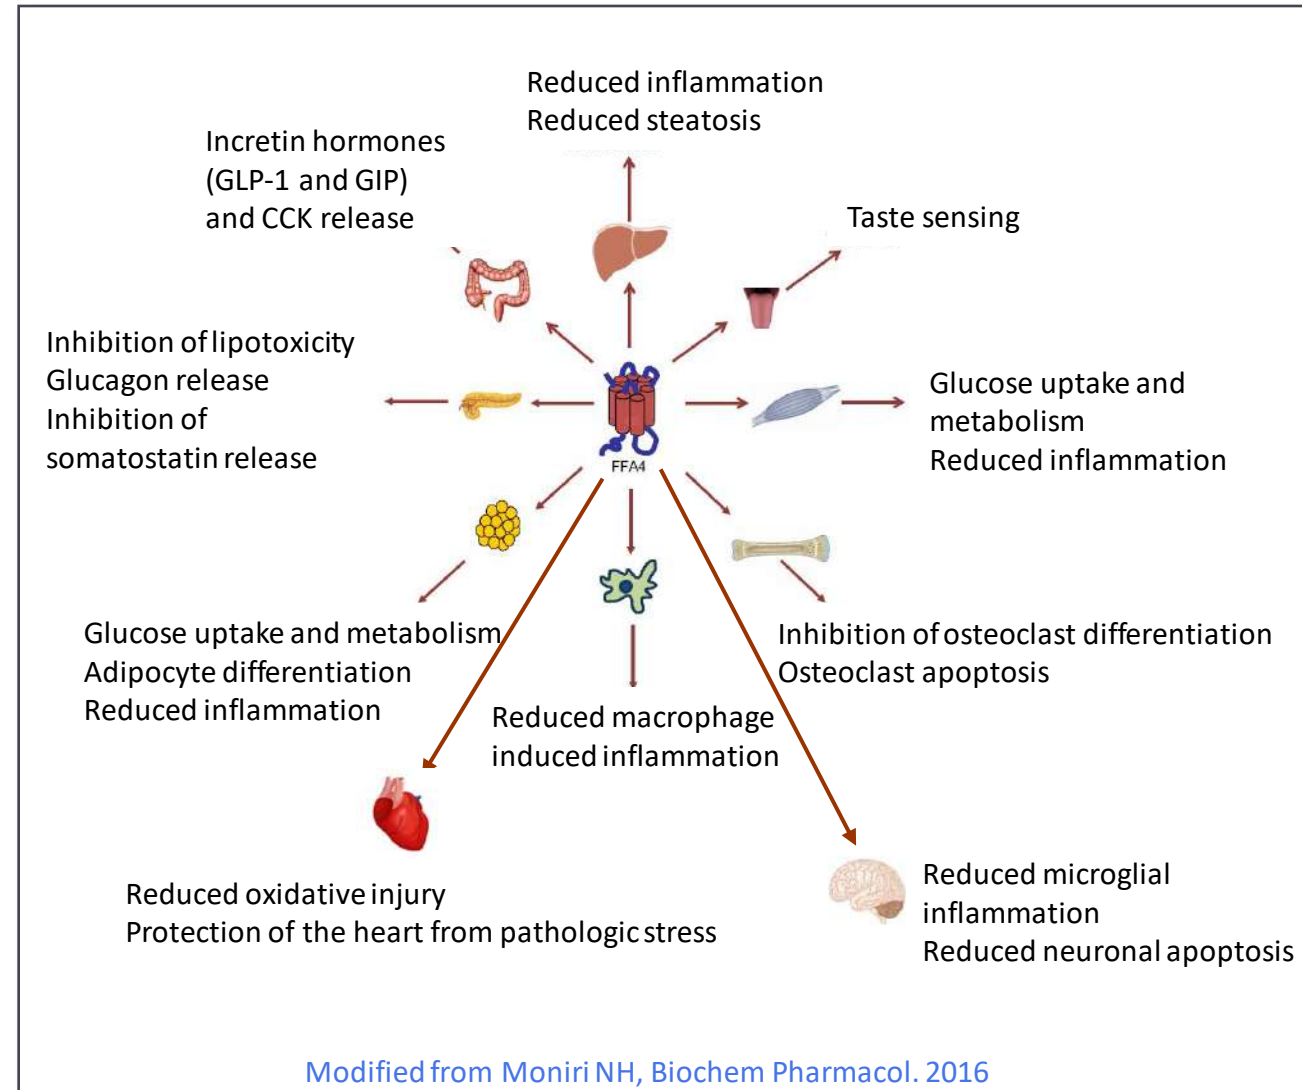 Reduced inflammation
Reduced steatosis
Incretin hormones
(GLP-1 and GIP)
and CCK release
Taste sensing
Inhibition of lipotoxicity
Glucagon release
Inhibition of
somatostatin release
Glucose uptake and
metabolism
Reduced inflammation
FFA4
Glucose uptake and metabolism
Adipocyte differentiation
Reduced inflammation
Inhibition of osteoclast differentiation
Osteoclast apoptosis
Reduced macrophage
induced inflammation
Reduced oxidative injury
Protection of the heart from pathologic stress
Reduced microglial
inflammation
Reduced neuronal apoptosis
Modified from Moniri NH, Biochem Pharmacol. 2016